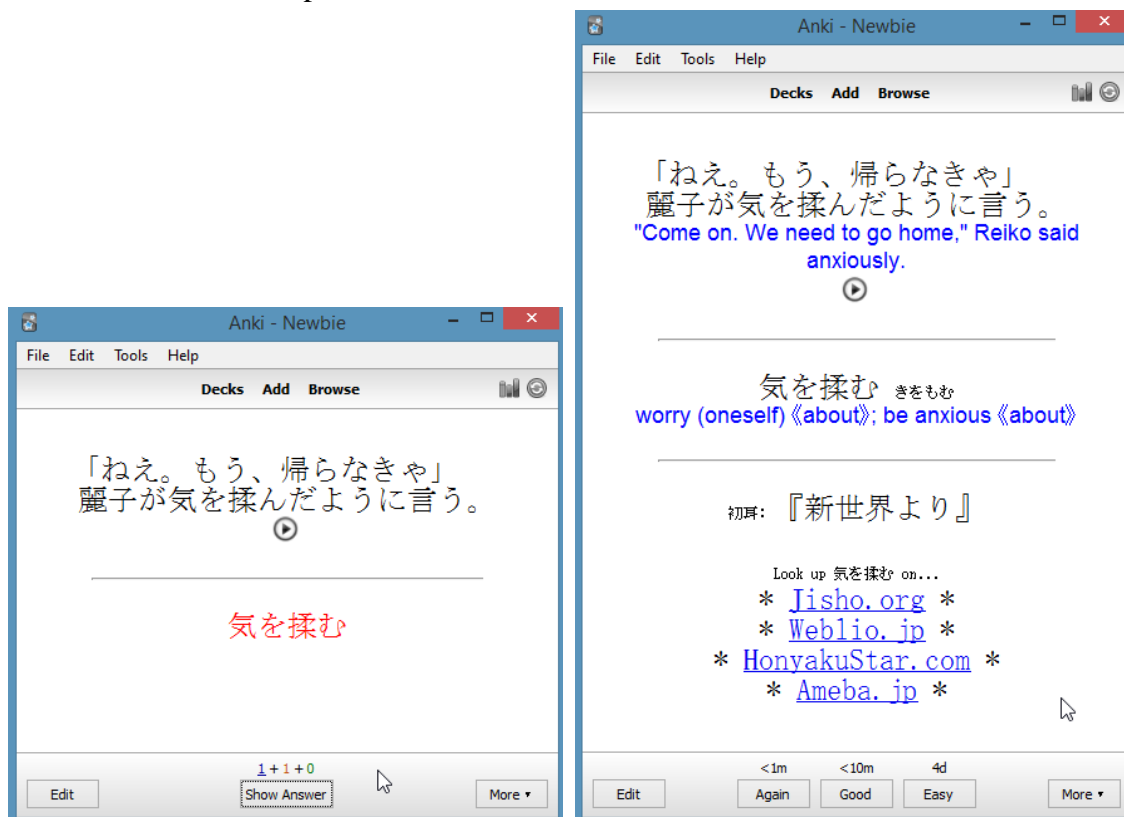 Anki - Newbie
File Edit Tools Help
Decks Add Browse
「ねえ。もう、帰らなきゃ」
麗子が気を揉んだように言う。
気を揉む
1 + 1 + 0
Edit
Show Answer
More ▾
Anki - Newbie
File Edit Tools Help
Decks Add Browse
「ねえ。もう、帰らなきゃ」
麗子が気を揉んだように言う。
"Come on. We need to go home," Reiko said
anxiously.
気を揉む きをもむ
worry (oneself) 《about》; be anxious 《about》
初耳: 『新世界より』
Look up 気を揉む on...
* Jisho.org *
* Weblio.jp *
* HonyakuStar.com *
* Ameba.jp *
<1m <10m 4d
Edit Again Good Easy More ▾